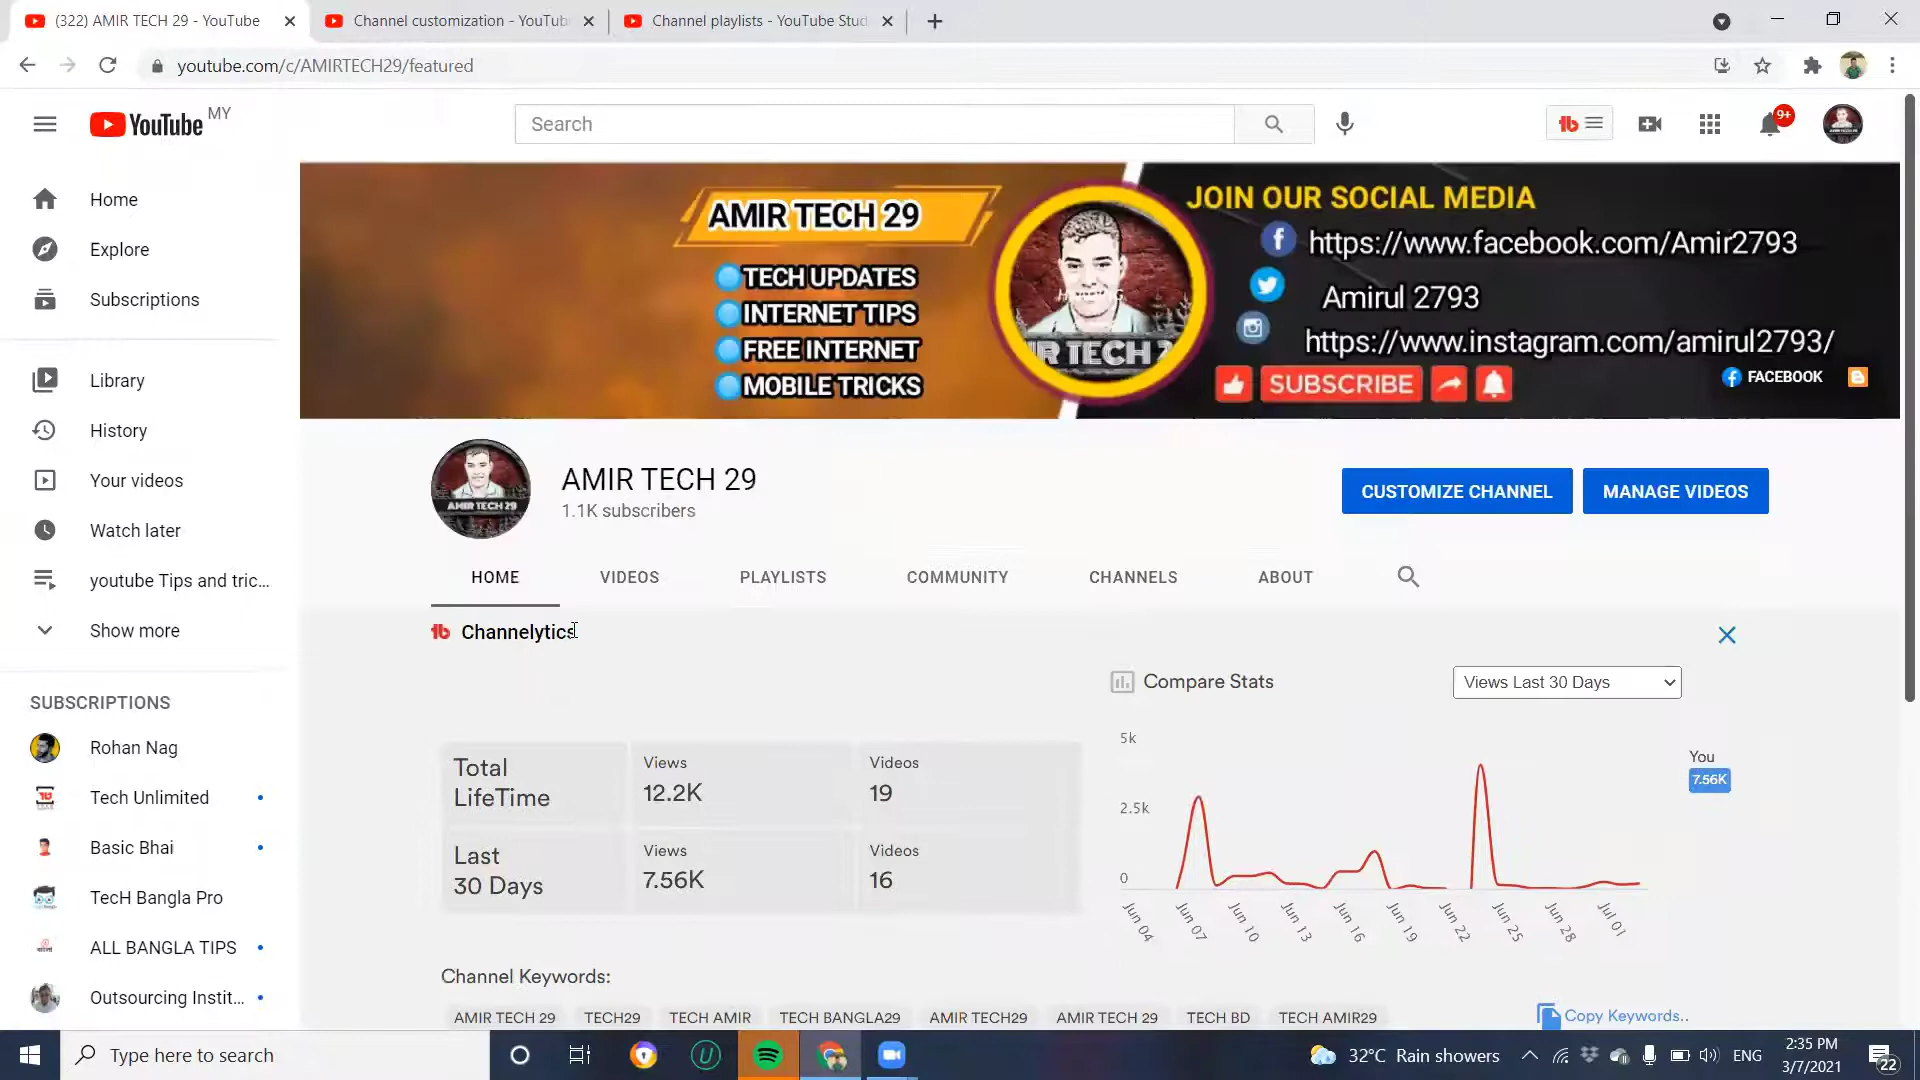 (322) AMIR TECH 29 - YouTube
Channel customization - YouTub
Channel playlists - YouTube Stud
youtube.com/c/AMIRTECH29/featured
YouTube MY
Search
9+
AMIR TECH 29
TECH UPDATES
INTERNET TIPS
FREE INTERNET
MOBILE TRICKS
JOIN OUR SOCIAL MEDIA
https://www.facebook.com/Amir2793
Amirul 2793
https://www.instagram.com/amirul2793/
SUBSCRIBE
FACEBOOK
Home
Explore
Subscriptions
Library
History
Your videos
Watch later
youtube Tips and tric...
Show more
SUBSCRIPTIONS
Rohan Nag
Tech Unlimited
Basic Bhai
TecH Bangla Pro
ALL BANGLA TIPS
Outsourcing Instit...
AMIR TECH 29
AMIR TECH 29
1.1K subscribers
CUSTOMIZE CHANNEL
MANAGE VIDEOS
HOME VIDEOS PLAYLISTS COMMUNITY CHANNELS ABOUT
Channelytics
Total LifeTime
Views
12.2K
Videos
19
Last 30 Days
Views
7.56K
Videos
16
Compare Stats
Views Last 30 Days
5k
2.5k
0
Jun 04 Jun 07 Jun 10 Jun 13 Jun 16 Jun 19 Jun 22 Jun 25 Jun 28 Jul 01
You
7.56K
Channel Keywords:
AMIR TECH 29 TECH29 TECH AMIR TECH BANGLA29 AMIR TECH29 AMIR TECH 29 TECH BD TECH AMIR29
Copy Keywords..
Type here to search
32°C Rain showers
ENG
2:35 PM
3/7/2021
22